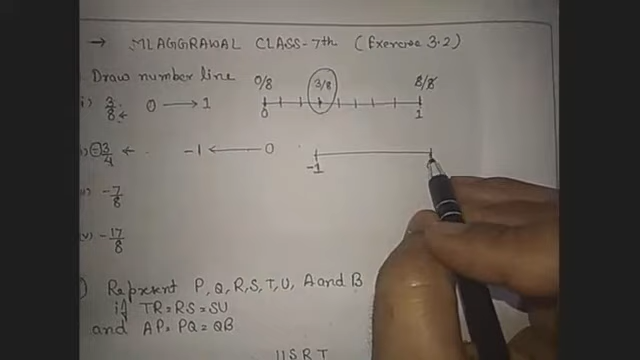 → MLAGGRAWAL CLASS-7th (Exercise 3.2)
Draw number line
i) 3/8 0 → 1 0/8 3/8 8/8
0 1
-3/4 ← -1 ← 0 -1
-7/8
-17/8
) Represent P, Q, R, S, T, U, A and B
if TR=RS=SU
and AP=PQ=QB
U S R T